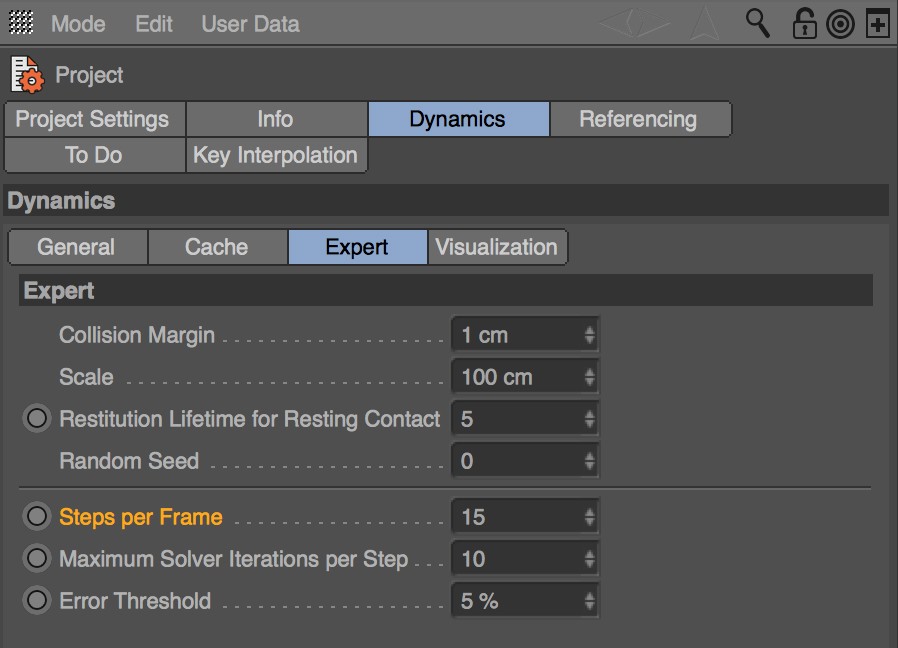 Mode Edit User Data
Project
Project Settings Info Dynamics Referencing
To Do Key Interpolation
Dynamics
General Cache Expert Visualization
Expert
Collision Margin 1 cm
Scale 100 cm
Restitution Lifetime for Resting Contact 5
Random Seed 0
Steps per Frame 15
Maximum Solver Iterations per Step 10
Error Threshold 5 %